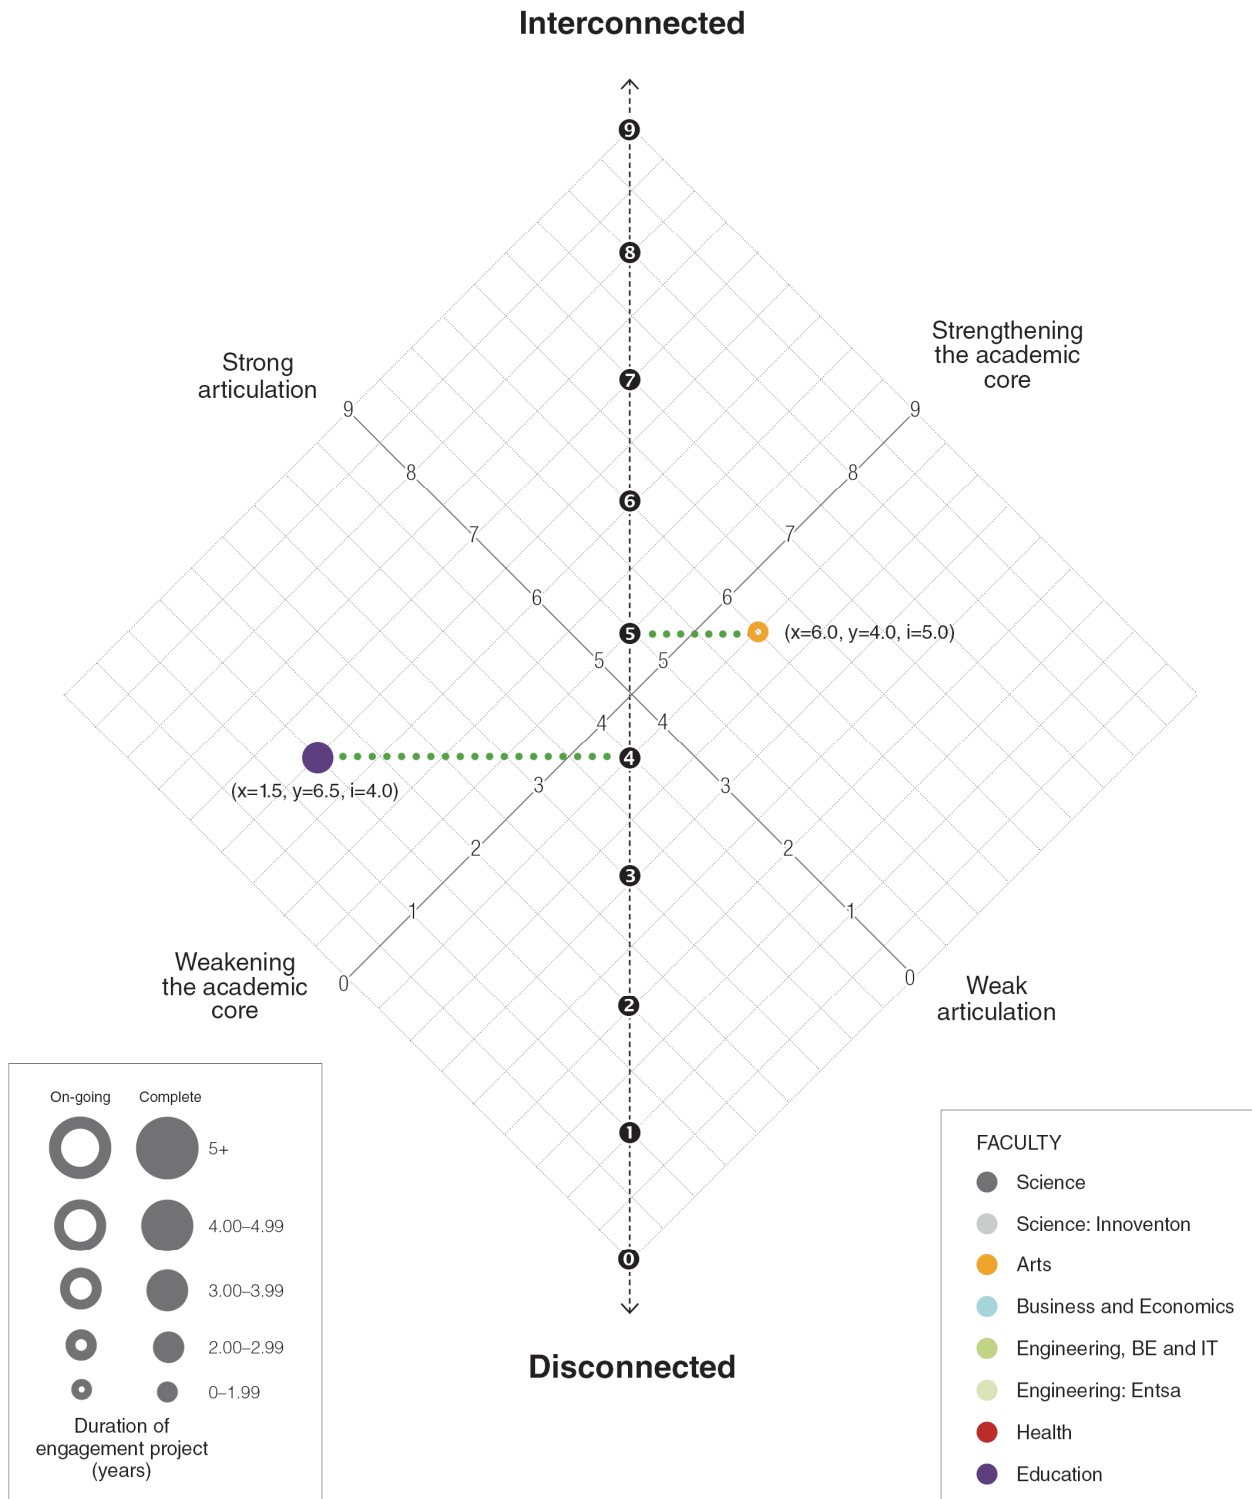 Interconnected
9
8
7
6
5
4
3
2
1
0
Disconnected
Strong
articulation
9
8
7
6
5
4
3
2
1
0
Weak
articulation
Strengthening
the academic
core
9
8
7
6
5
4
3
2
1
0
Weakening
the academic
core
(x=6.0, y=4.0, i=5.0)
(x=1.5, y=6.5, i=4.0)
On-going Complete
5+
4.00–4.99
3.00–3.99
2.00–2.99
0–1.99
Duration of
engagement project
(years)
FACULTY
Science
Science: Innoventon
Arts
Business and Economics
Engineering, BE and IT
Engineering: Entsa
Health
Education